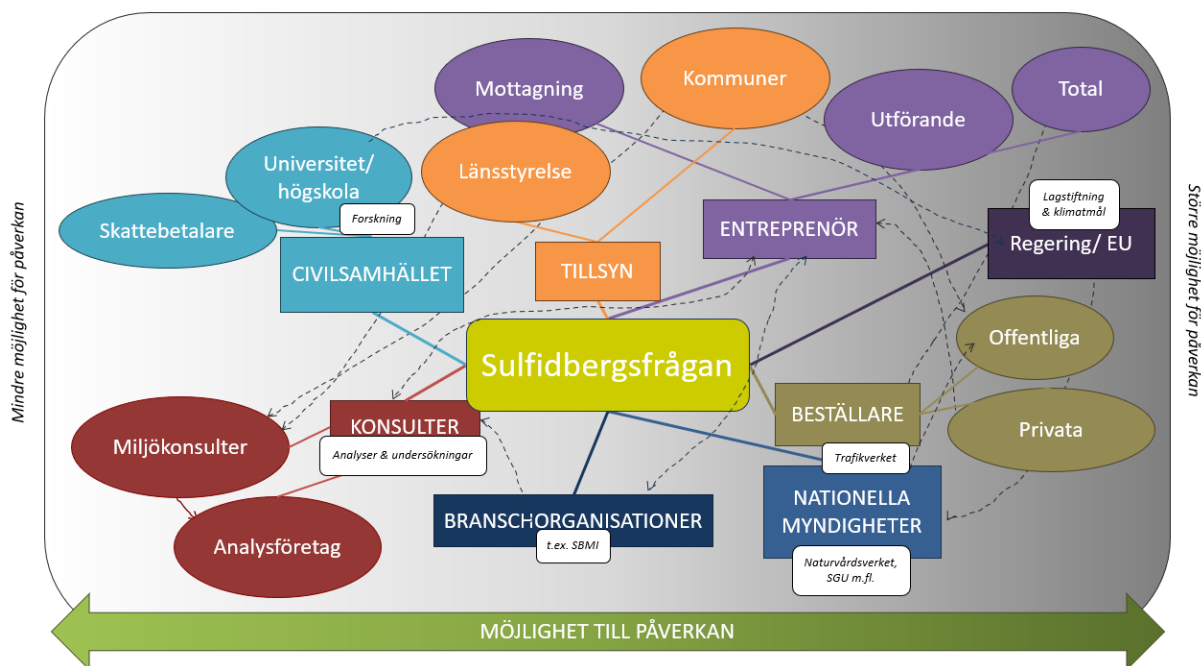 Mindre möjlighet för påverkan
Större möjlighet för påverkan
Kommuner
Mottagning
Total
Utförande
Universitet/
högskola
Länsstyrelse
Skattebetalare
Forskning
Lagstiftning
& klimatmål
ENTREPRENÖR
Regering/ EU
CIVILSAMHÄLLET
TILLSYN
Sulfidbergsfrågan
Offentliga
BESTÄLLARE
Privata
KONSULTER
Miljökonsulter
Analyser & undersökningar
Trafikverket
NATIONELLA
MYNDIGHETER
BRANSCHORGANISATIONER
t.ex. SBMI
Analysföretag
Naturvårdsverket,
SGU m.fl.
MÖJLIGHET TILL PÅVERKAN